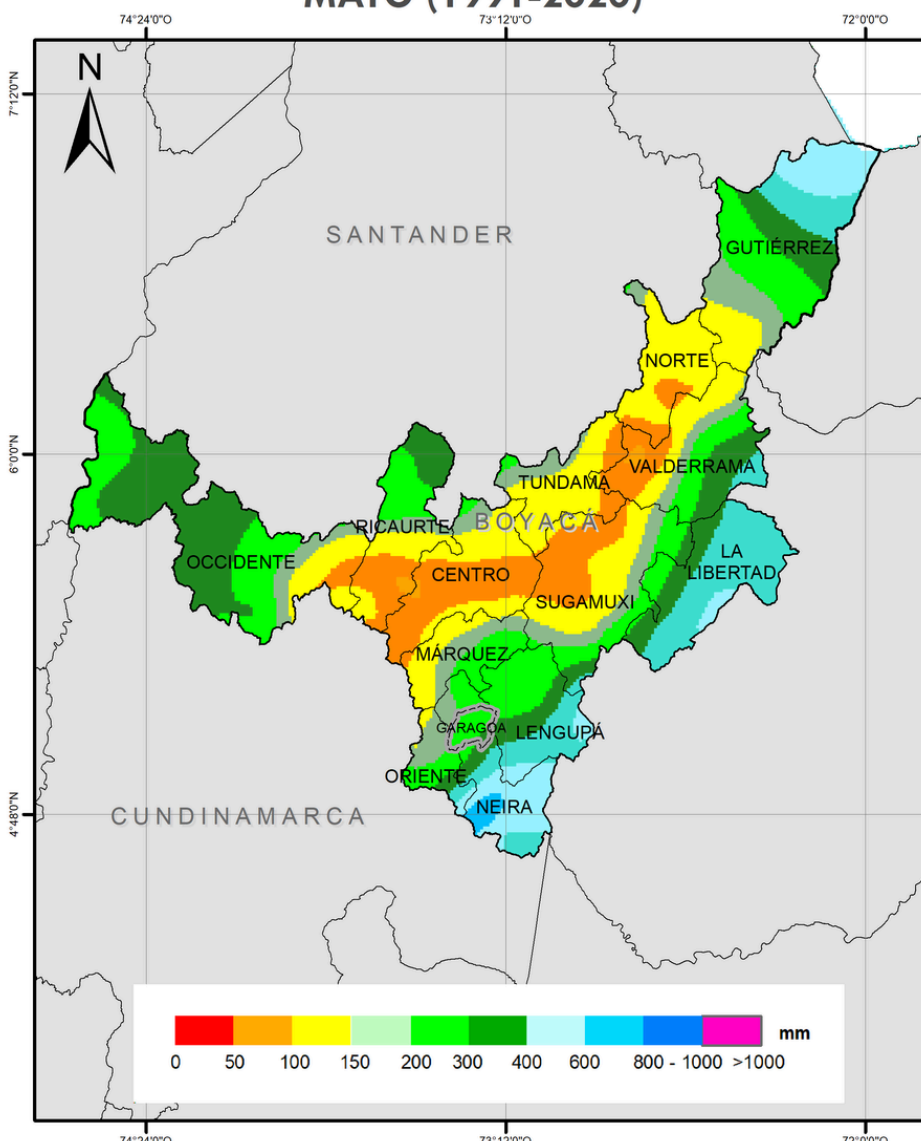 MAYO (1991-2020)
74°24'0"O
73°12'0"O
72°0'0"O
N
7°12'0"N
SANTANDER
GUTIÉRREZ
NORTE
6°0'0"N
VALDERRAMA
TUNDAMA
BOYACÁ
RICAURTE
OCCIDENTE
LA
LIBERTAD
CENTRO
SUGAMUXI
MÁRQUEZ
GARAGOA
LENGUPÁ
ORIENTE
NEIRA
4°48'0"N
CUNDINAMARCA
mm
0 50 100 150 200 300 400 600 800 - 1000 >1000
74°24'0"O
73°12'0"O
72°0'0"O